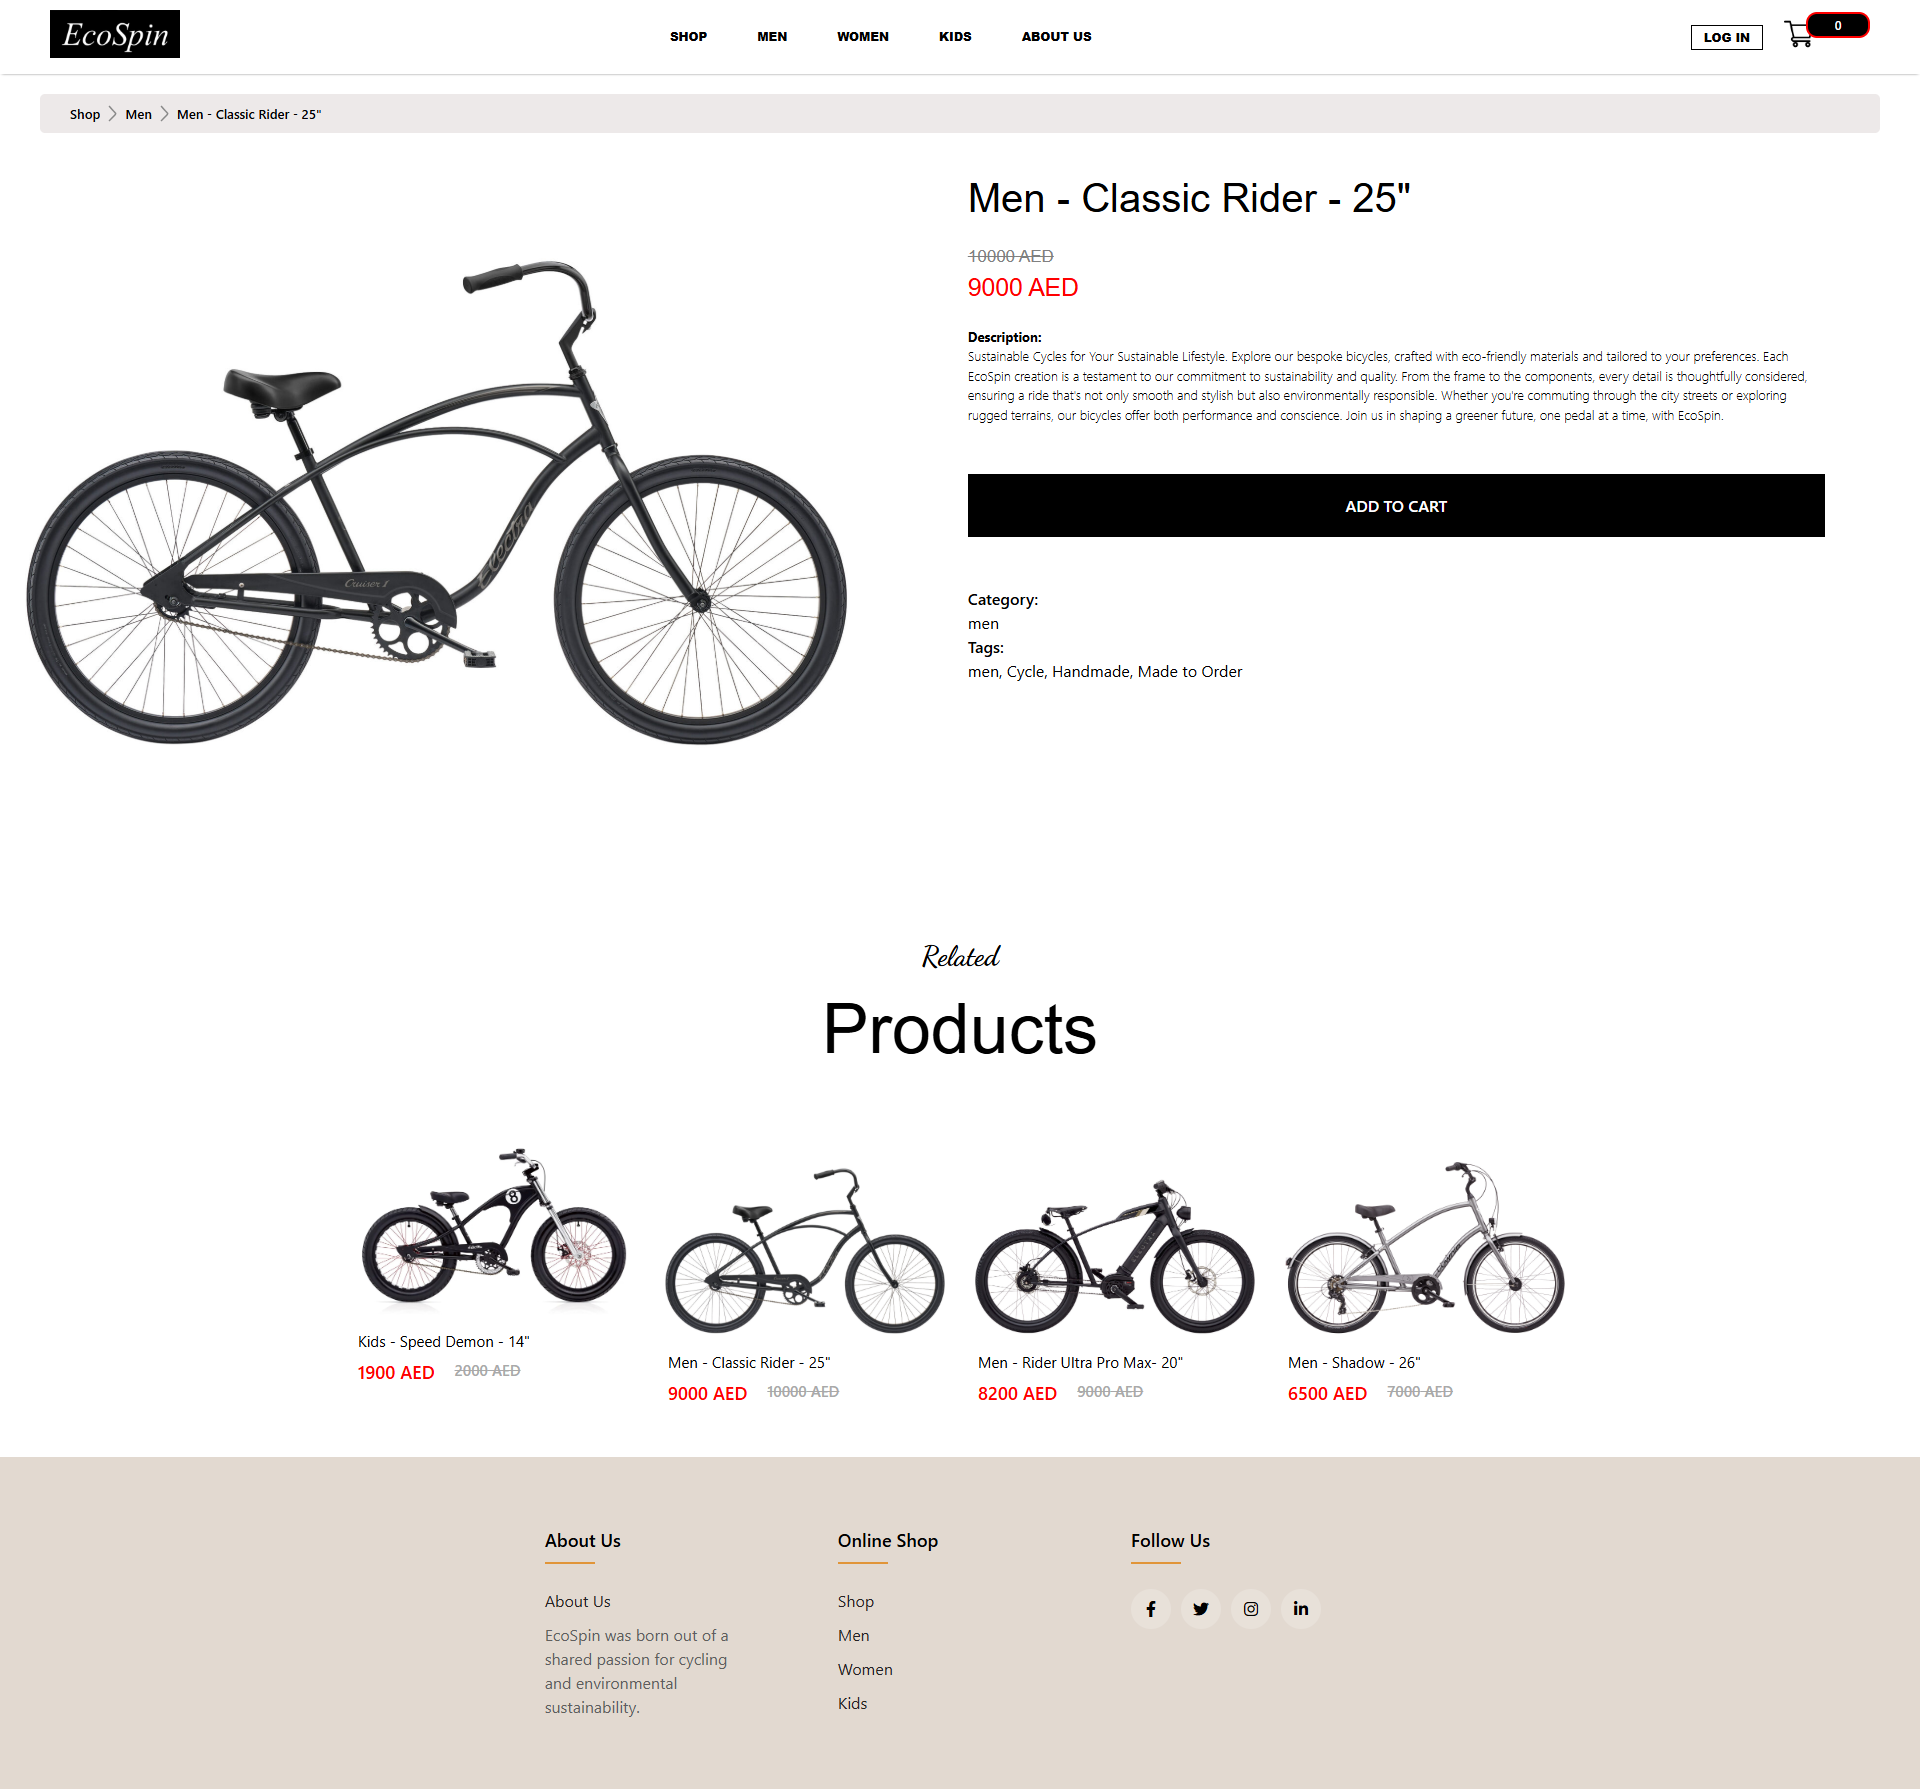 EcoSpin
SHOP MEN WOMEN KIDS ABOUT US
LOG IN
0
Shop Men Men - Classic Rider - 25"
Men - Classic Rider - 25"
10000 AED
9000 AED
Description:
Sustainable Cycles for Your Sustainable Lifestyle. Explore our bespoke bicycles, crafted with eco-friendly materials and tailored to your preferences. Each
EcoSpin creation is a testament to our commitment to sustainability and quality. From the frame to the components, every detail is thoughtfully considered,
ensuring a ride that's not only smooth and stylish but also environmentally responsible. Whether you're commuting through the city streets or exploring
rugged terrains, our bicycles offer both performance and conscience. Join us in shaping a greener future, one pedal at a time, with EcoSpin.
ADD TO CART
Electra
Cruiser 1
Category:
men
Tags:
men, Cycle, Handmade, Made to Order
Related
Products
8
Kids - Speed Demon - 14"
1900 AED 2000 AED
Men - Classic Rider - 25"
9000 AED 10000 AED
Men - Rider Ultra Pro Max- 20"
8200 AED 9000 AED
Men - Shadow - 26"
6500 AED 7000 AED
About Us
About Us
EcoSpin was born out of a
shared passion for cycling
and environmental
sustainability.
Online Shop
Shop
Men
Women
Kids
Follow Us